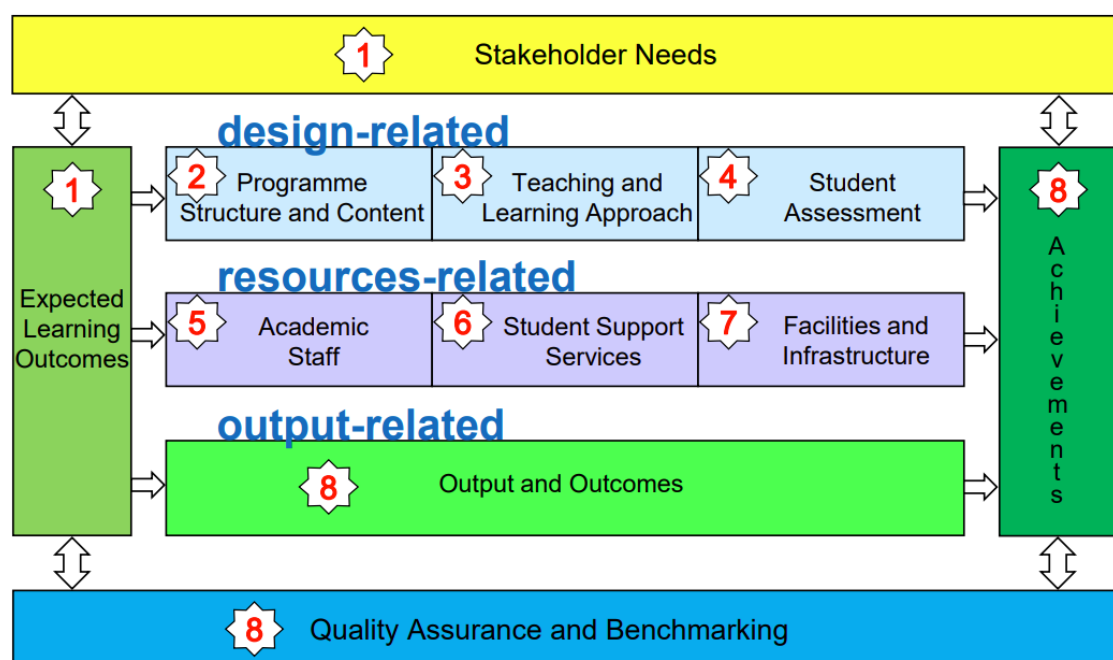 1 Stakeholder Needs
design-related
1
Expected
Learning
Outcomes
2 Programme
Structure and Content
3 Teaching and
Learning Approach
4 Student
Assessment
resources-related
5 Academic
Staff
6 Student Support
Services
7 Facilities and
Infrastructure
output-related
8 Output and Outcomes
8
Achievements
8 Quality Assurance and Benchmarking